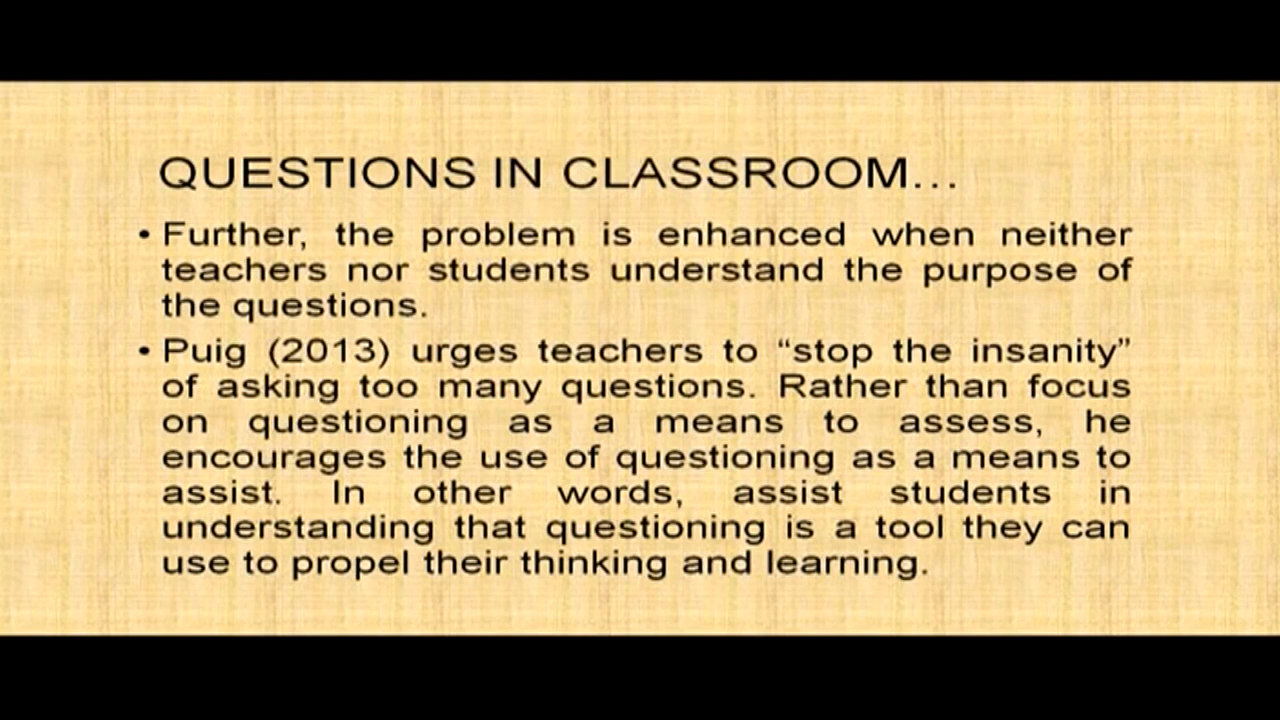 QUESTIONS IN CLASSROOM...
• Further, the problem is enhanced when neither
teachers nor students understand the purpose of
the questions.
• Puig (2013) urges teachers to “stop the insanity”
of asking too many questions. Rather than focus
on questioning as a means to assess, he
encourages the use of questioning as a means to
assist. In other words, assist students in
understanding that questioning is a tool they can
use to propel their thinking and learning.